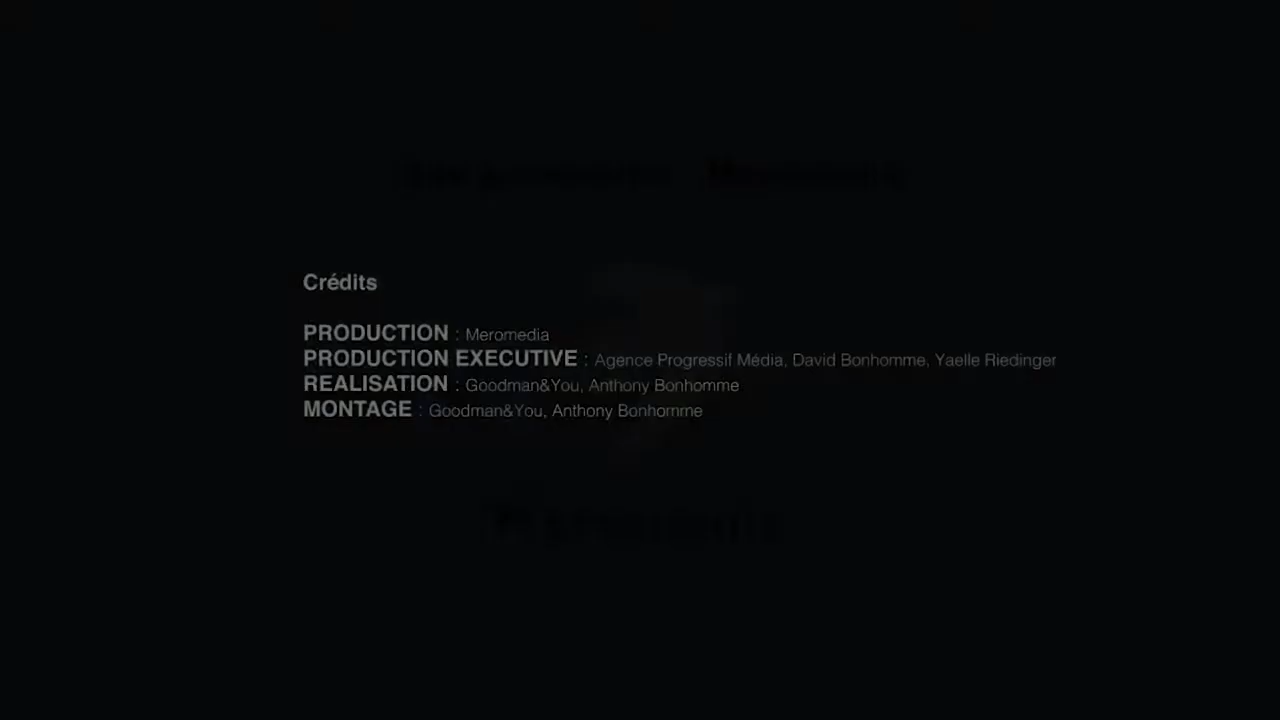 Crédits
PRODUCTION : Meromedia
PRODUCTION EXECUTIVE : Agence Progressif Média, David Bonhomme, Yaelle Riedinger
REALISATION : Goodman&You, Anthony Bonhomme
MONTAGE : Goodman&You, Anthony Bonhomme